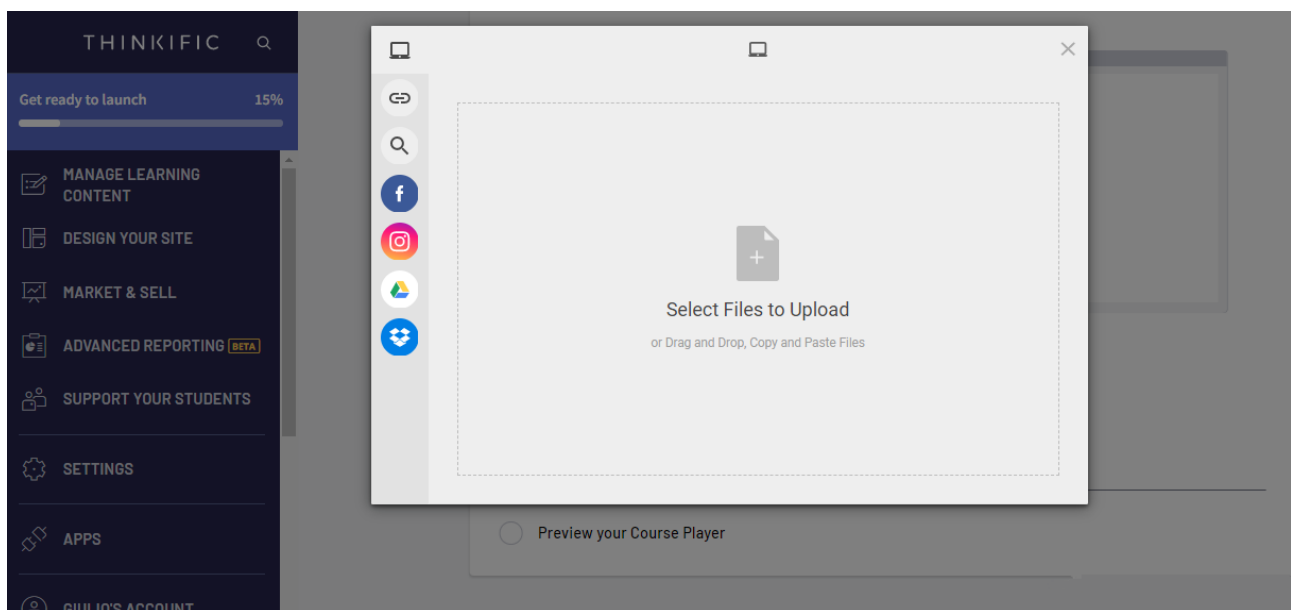 THINKIFIC
Get ready to launch 15%
MANAGE LEARNING
CONTENT
DESIGN YOUR SITE
MARKET & SELL
ADVANCED REPORTING BETA
SUPPORT YOUR STUDENTS
SETTINGS
APPS
GIULIO'S ACCOUNT
Select Files to Upload
or Drag and Drop, Copy and Paste Files
Preview your Course Player